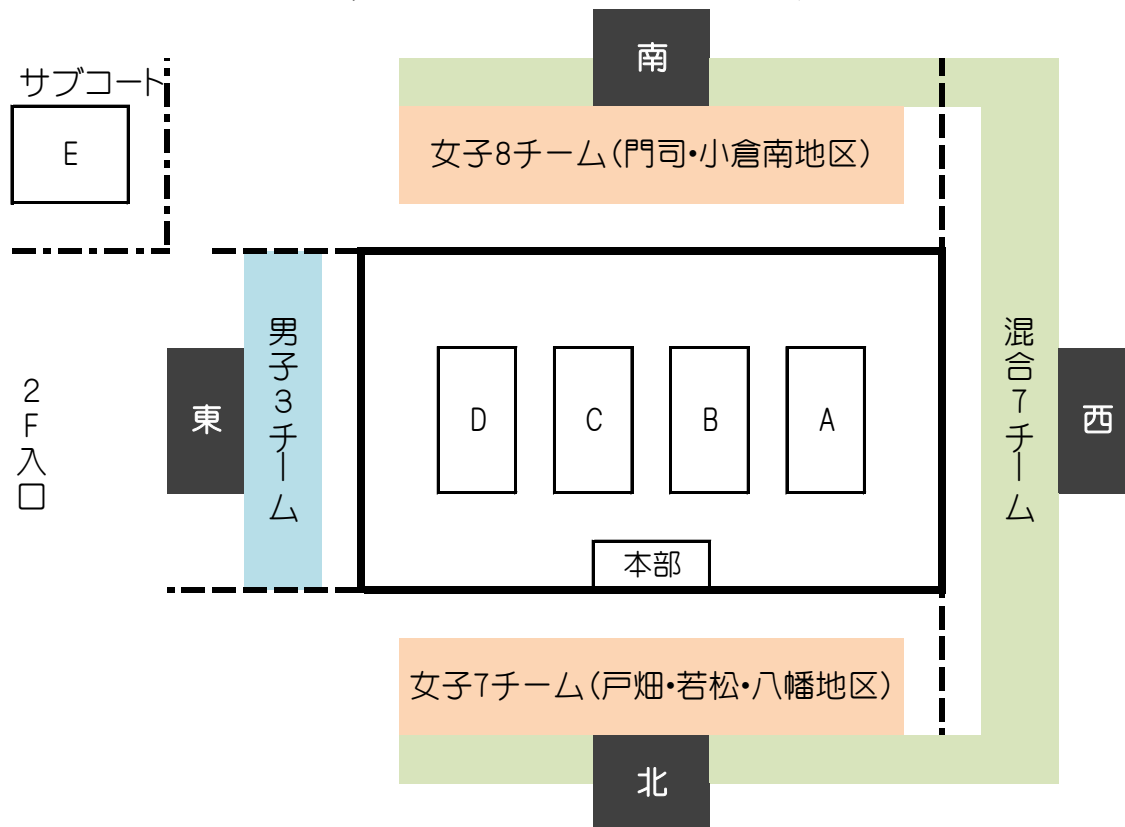 南
サブコート
E
女子8チーム(門司・小倉南地区)
男子3チーム
混合7チーム
2F入口
東
D
C
B
A
西
本部
女子7チーム(戸畑・若松・八幡地区)
北